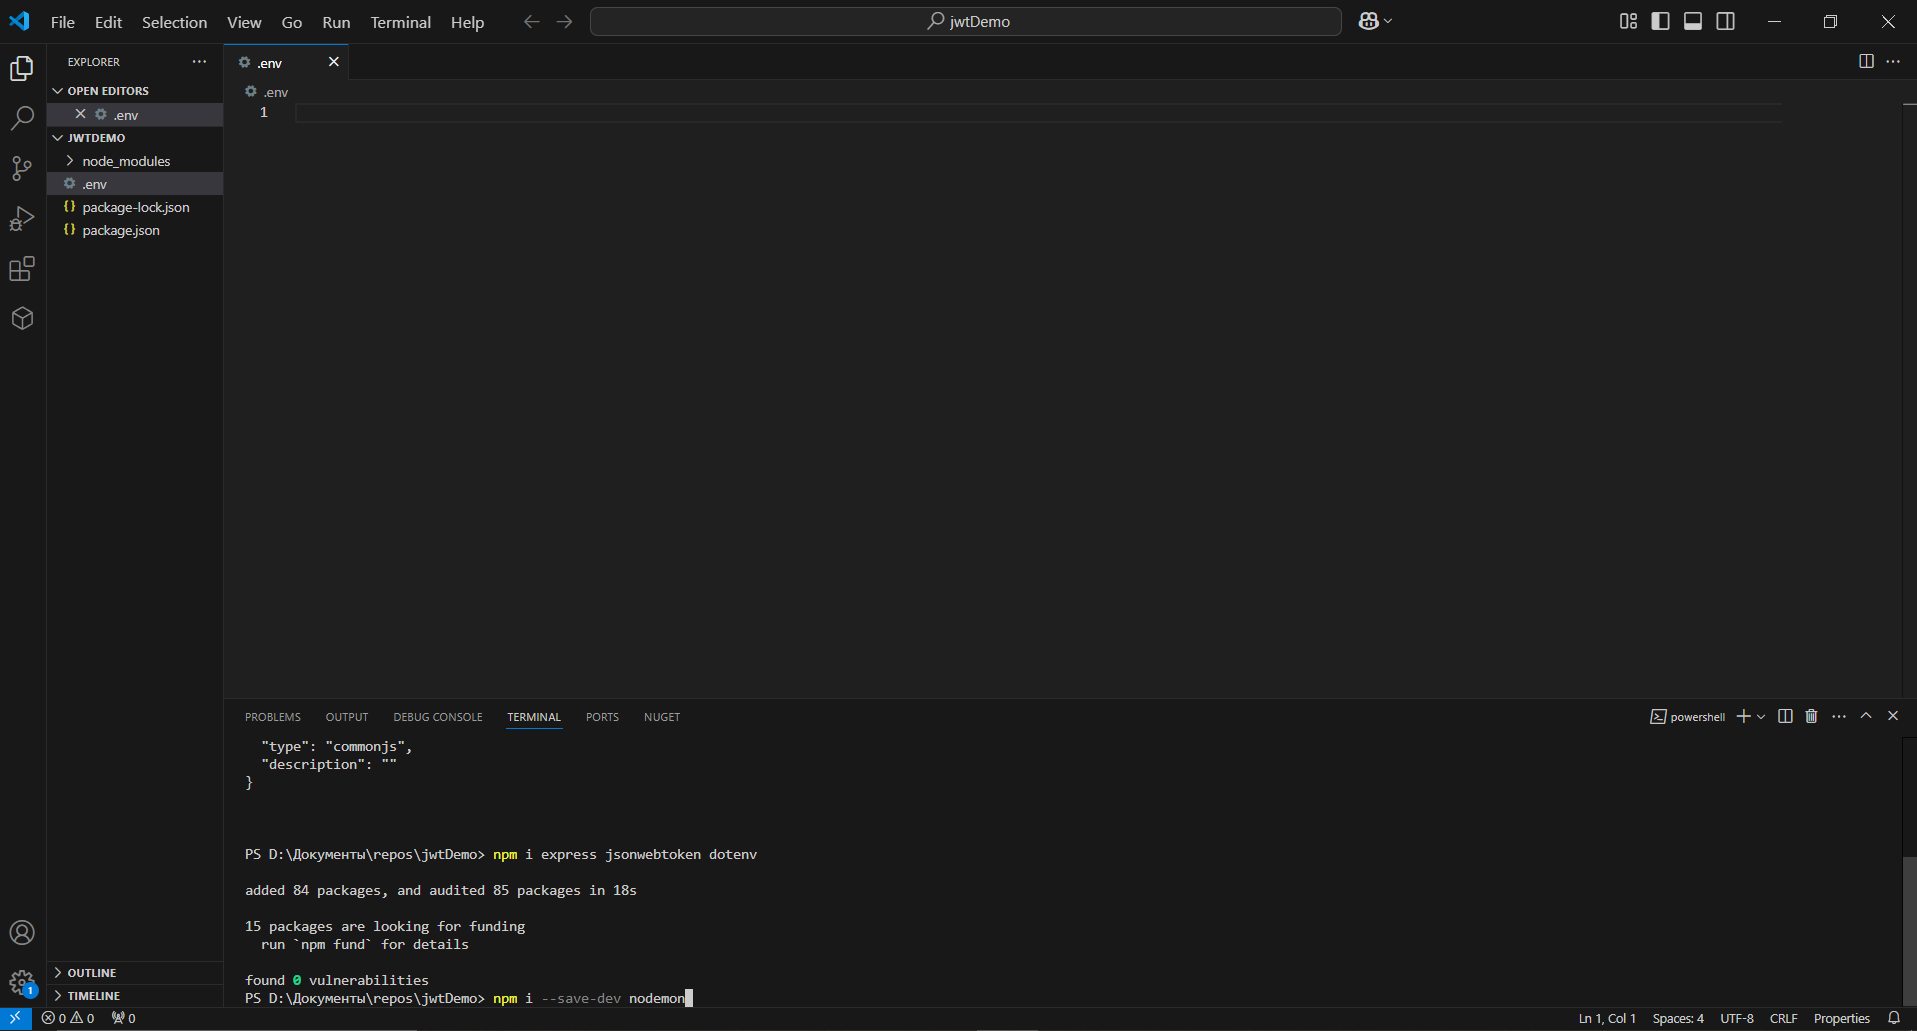 File Edit Selection View Go Run Terminal Help
jwtDemo
EXPLORER
.env
OPEN EDITORS
.env
.env
1
JWTDEMO
node_modules
.env
package-lock.json
package.json
PROBLEMS OUTPUT DEBUG CONSOLE TERMINAL PORTS NUGET
powershell
"type": "commonjs",
"description": ""
}
PS D:\Документы\repos\jwtDemo> npm i express jsonwebtoken dotenv
added 84 packages, and audited 85 packages in 18s
15 packages are looking for funding
run `npm fund` for details
found 0 vulnerabilities
PS D:\Документы\repos\jwtDemo> npm i --save-dev nodemon
OUTLINE
TIMELINE
1
0 0 0
Ln 1, Col 1 Spaces: 4 UTF-8 CRLF Properties